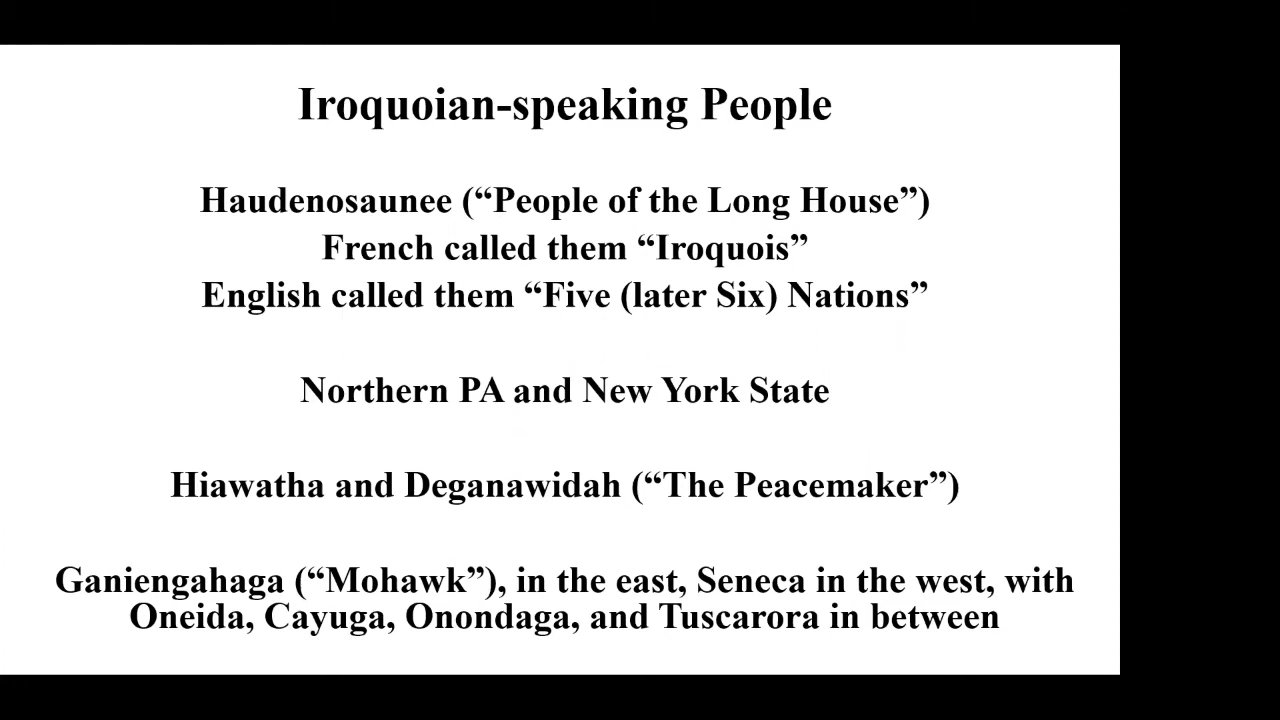 Iroquoian-speaking People
Haudenosaunee (“People of the Long House”)
French called them “Iroquois”
English called them “Five (later Six) Nations”
Northern PA and New York State
Hiawatha and Deganawidah (“The Peacemaker”)
Ganiengahaga (“Mohawk”), in the east, Seneca in the west, with
Oneida, Cayuga, Onondaga, and Tuscarora in between